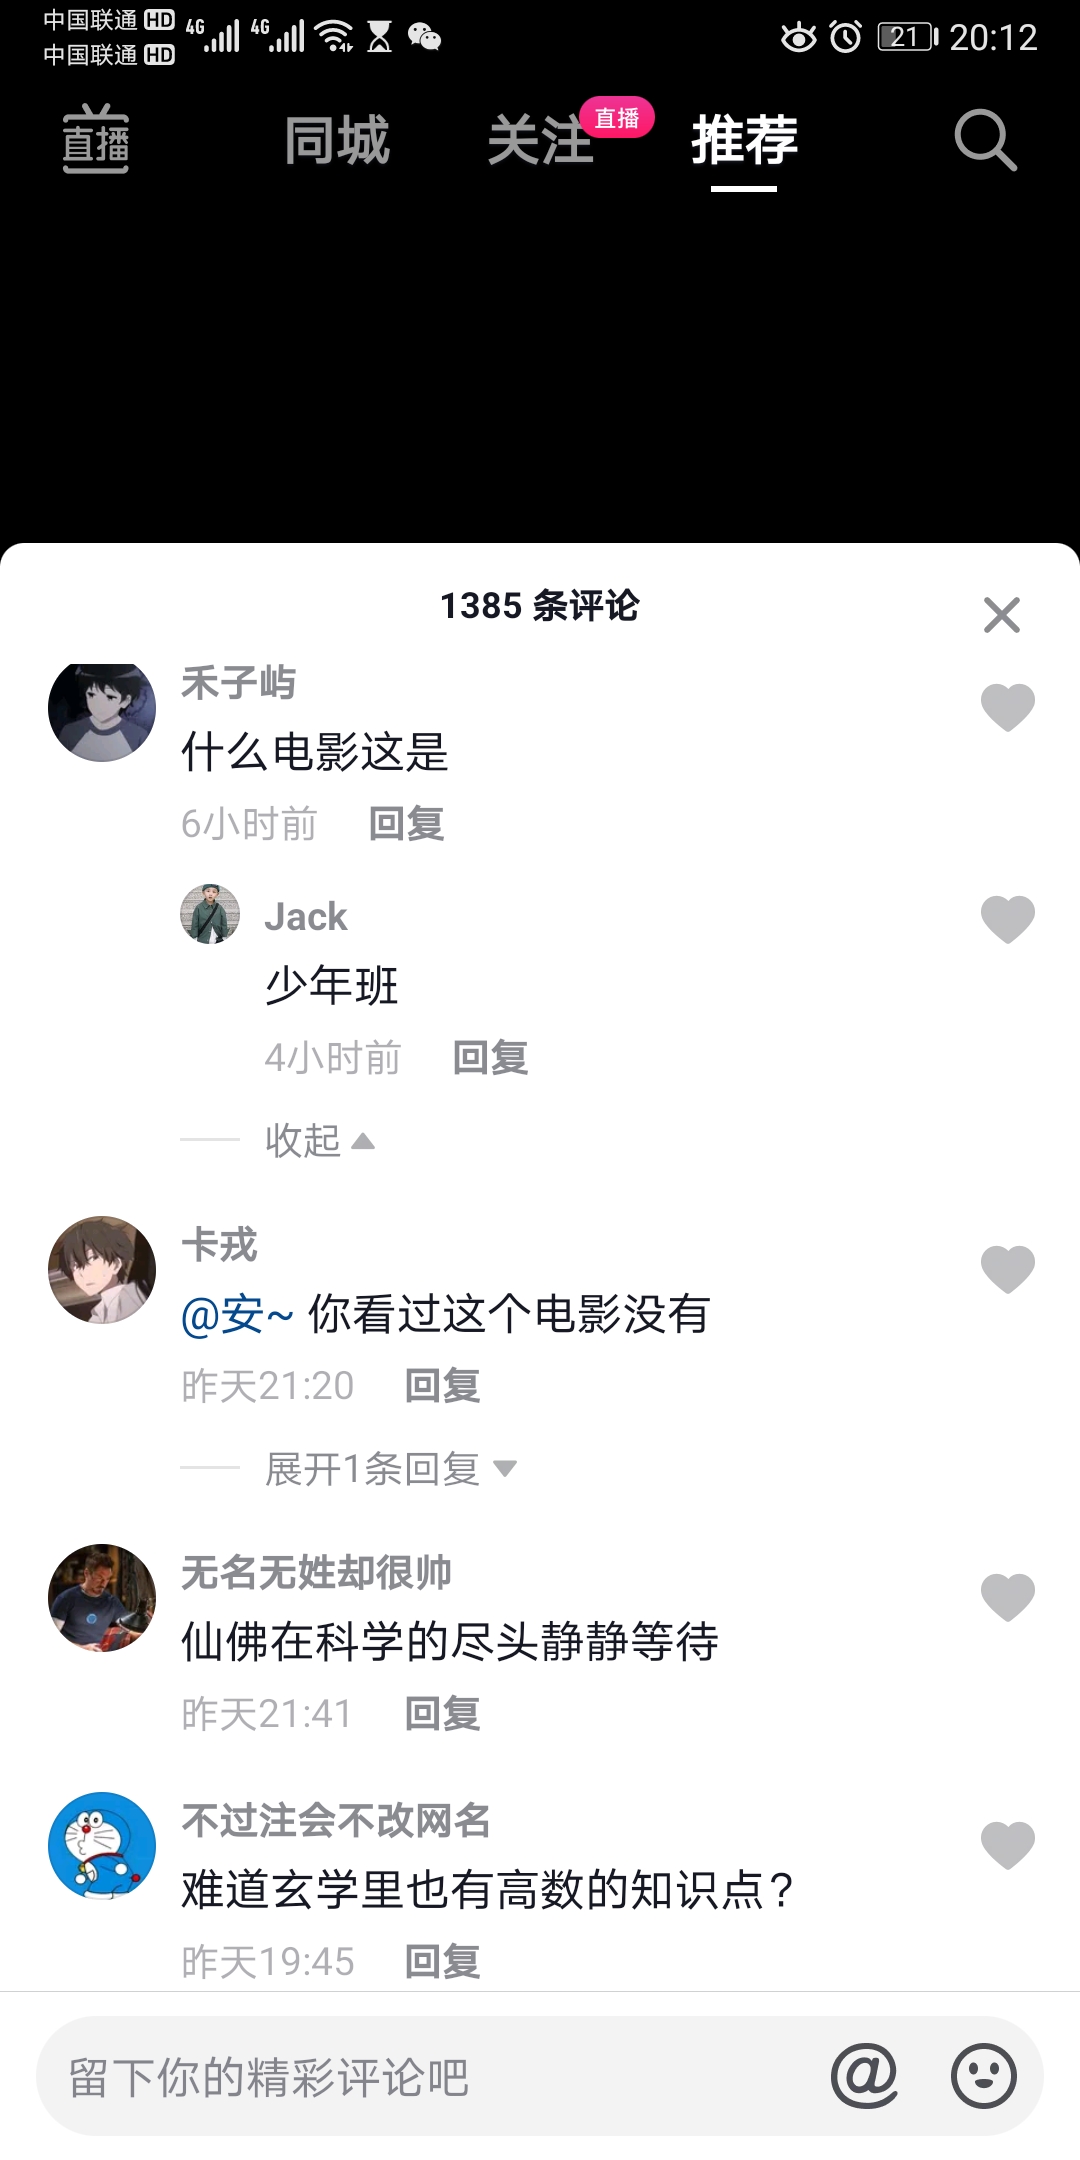 中国联通 HD
中国联通 HD
4G 4G
21 20:12
直播 同城 关注 直播 推荐
1385 条评论
禾子屿
什么电影这是
6小时前 回复
Jack
少年班
4小时前 回复
收起
卡戎
@安~ 你看过这个电影没有
昨天21:20 回复
展开1条回复
无名无姓却很帅
仙佛在科学的尽头静静等待
昨天21:41 回复
不过注会不改网名
难道玄学里也有高数的知识点?
昨天19:45 回复
留下你的精彩评论吧